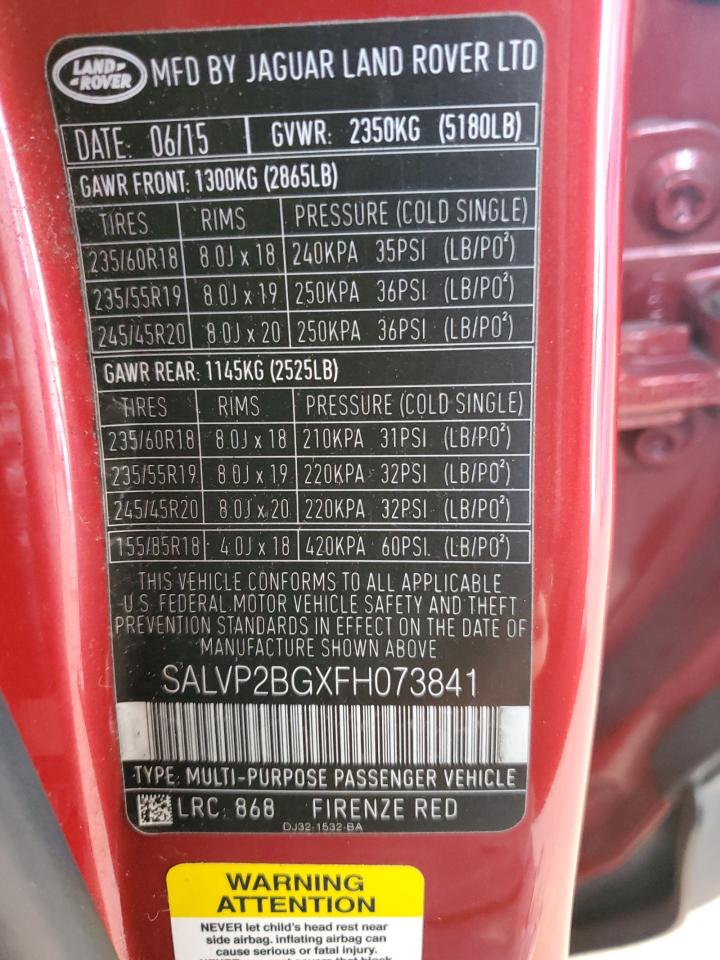 LAND-
-ROVER
MFD BY JAGUAR LAND ROVER LTD
DATE: 06/15 GVWR: 2350KG (5180LB)
GAWR FRONT: 1300KG (2865LB)
TIRES RIMS PRESSURE (COLD SINGLE)
235/60R18 8.0J x 18 240KPA 35PSI (LB/PO²)
235/55R19 8.0J x 19 250KPA 36PSI (LB/PO²)
245/45R20 8.0J x 20 250KPA 36PSI (LB/PO²)
GAWR REAR: 1145KG (2525LB)
TIRES RIMS PRESSURE (COLD SINGLE)
235/60R18 8.0J x 18 210KPA 31PSI (LB/PO²)
235/55R19 8.0J x 19 220KPA 32PSI (LB/PO²)
245/45R20 8.0J x 20 220KPA 32PSI (LB/PO²)
155/85R18 4.0J x 18 420KPA 60PSI (LB/PO²)
THIS VEHICLE CONFORMS TO ALL APPLICABLE
U.S. FEDERAL MOTOR VEHICLE SAFETY AND THEFT
PREVENTION STANDARDS IN EFFECT ON THE DATE OF
MANUFACTURE SHOWN ABOVE
SALVP2BGXFH073841
TYPE: MULTI-PURPOSE PASSENGER VEHICLE
LRC: 868 FIRENZE RED
DJ32-1532-BA
WARNING
ATTENTION
NEVER let child's head rest near
side airbag. inflating airbag can
cause serious or fatal injury.